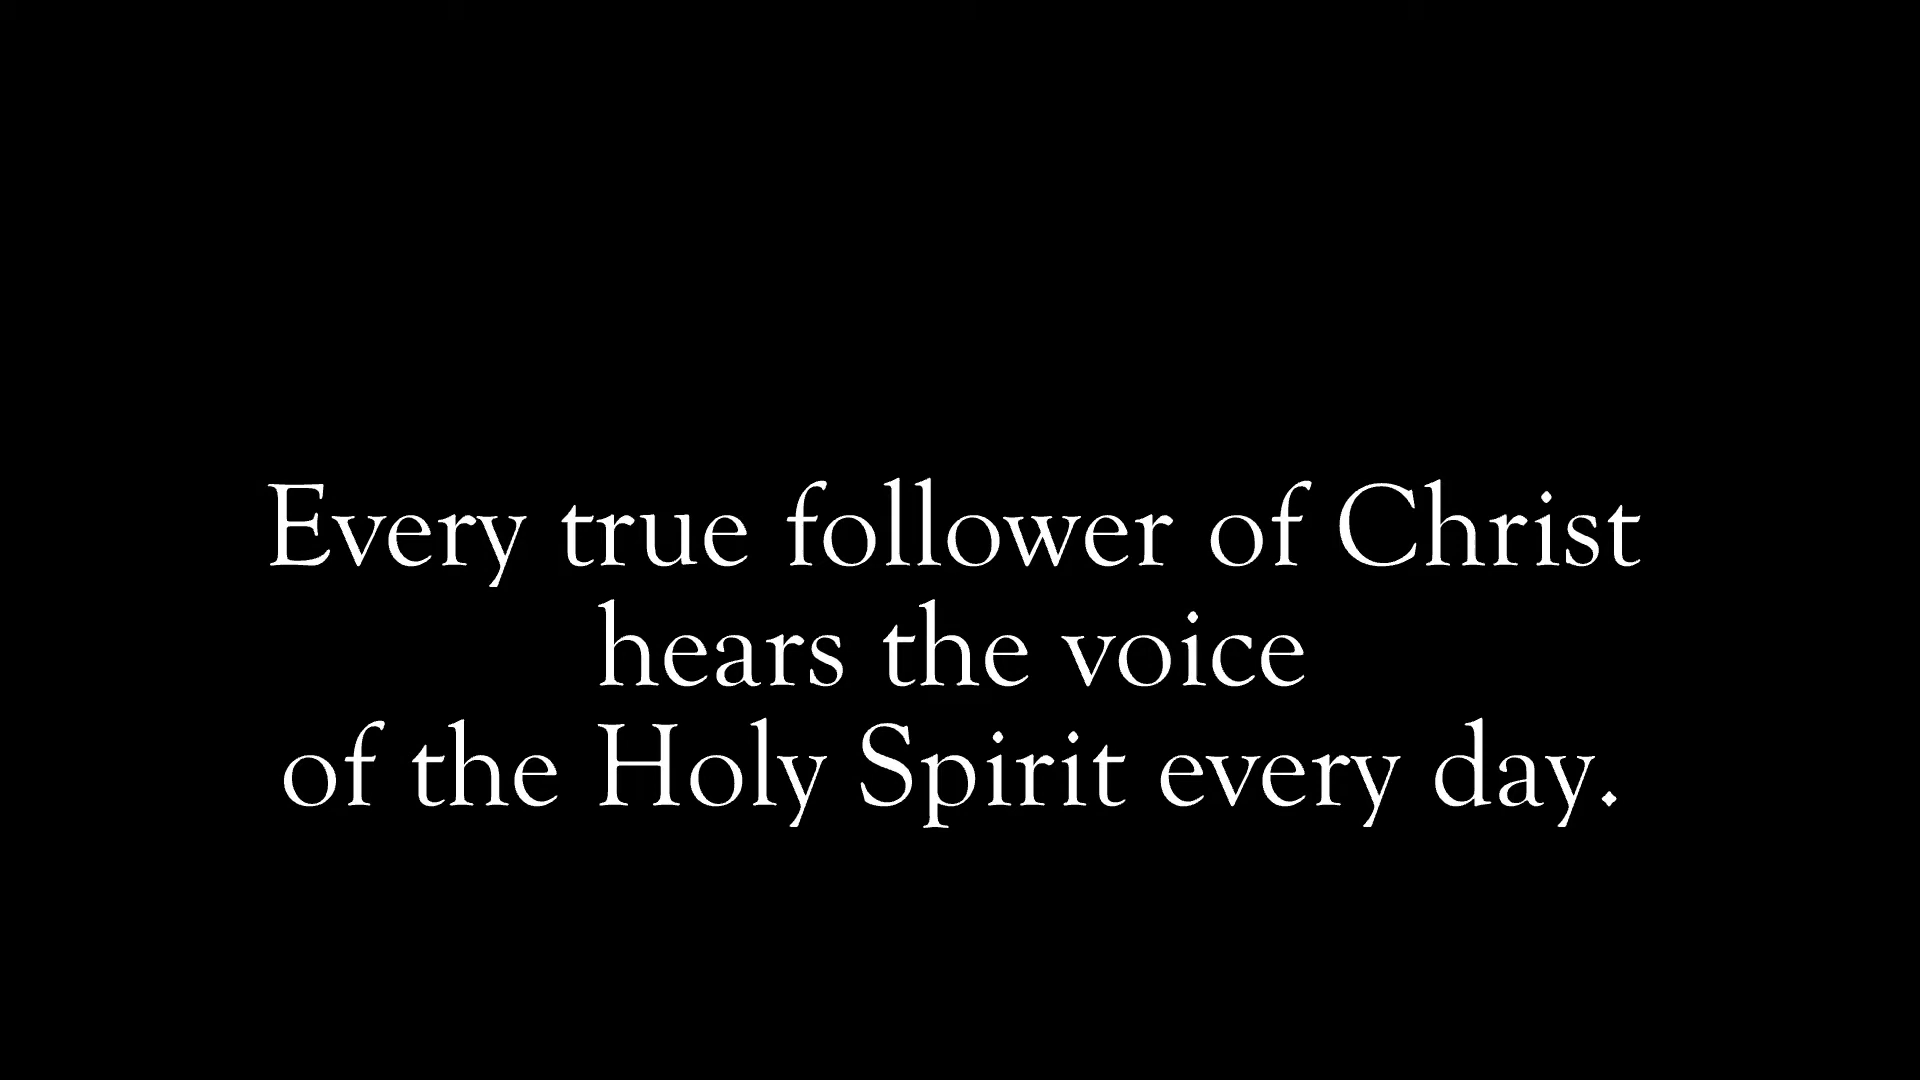 Every true follower of Christ
hears the voice
of the Holy Spirit every day.